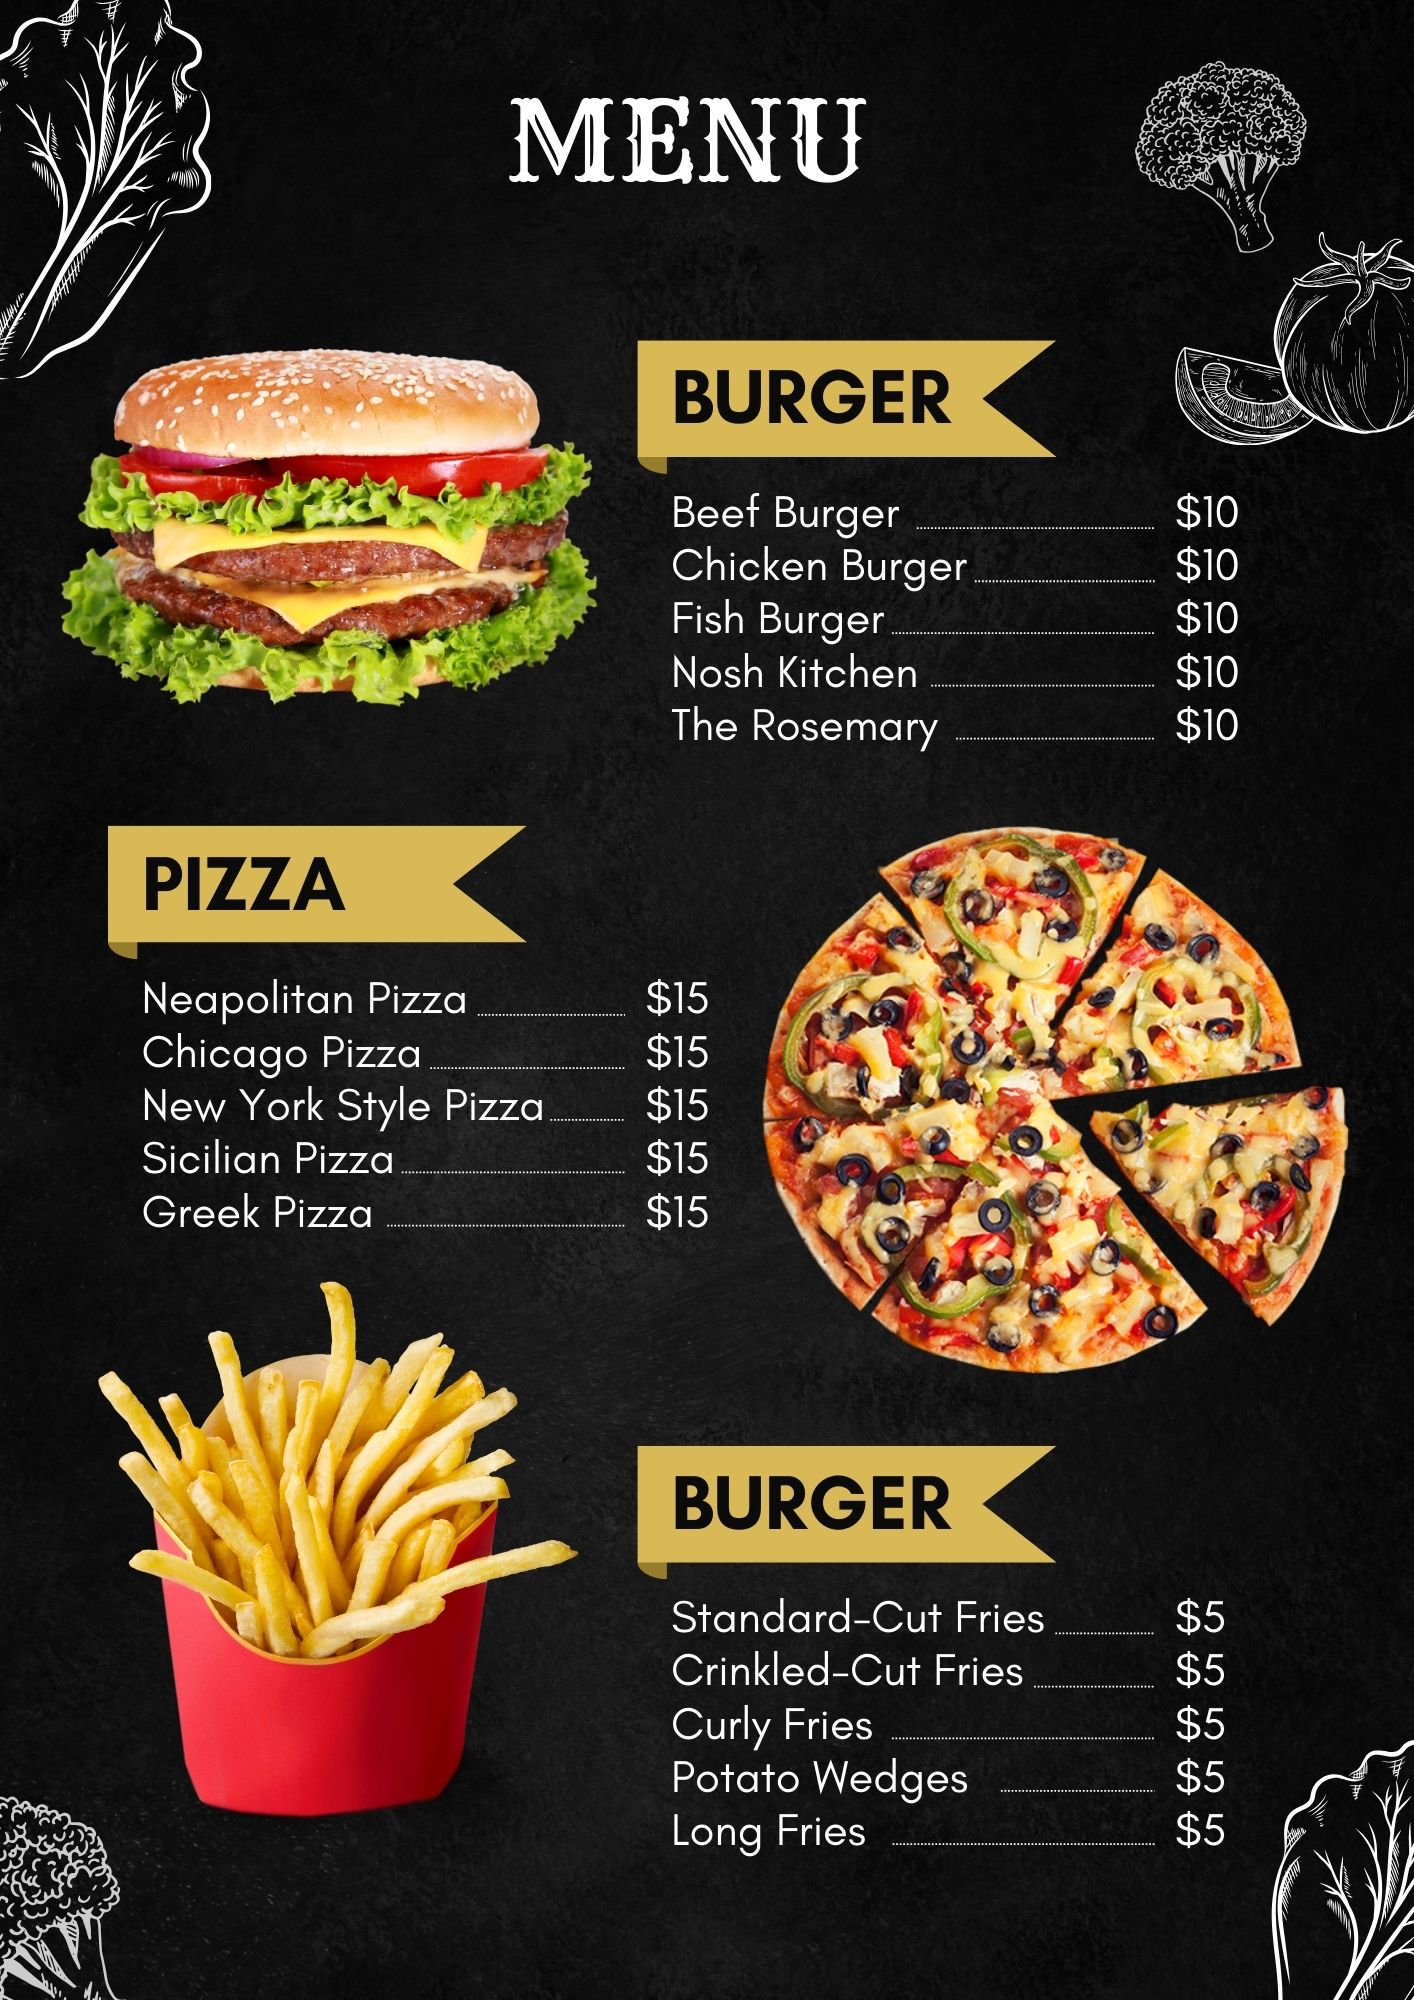 MENU
BURGER
Beef Burger $10
Chicken Burger $10
Fish Burger $10
Nosh Kitchen $10
The Rosemary $10
PIZZA
Neapolitan Pizza $15
Chicago Pizza $15
New York Style Pizza $15
Sicilian Pizza $15
Greek Pizza $15
BURGER
Standard-Cut Fries $5
Crinkled-Cut Fries $5
Curly Fries $5
Potato Wedges $5
Long Fries $5